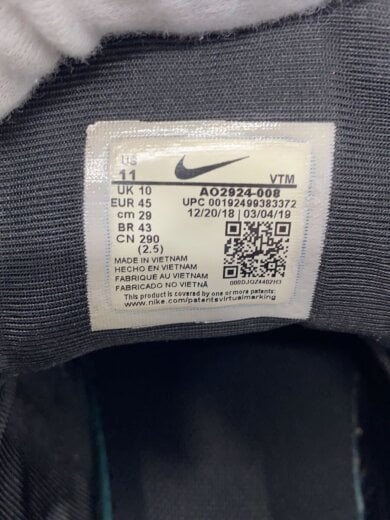 US
11
VTM
UK 10
AO2924-008
EUR 45
UPC 00192499383372
cm 29
12/20/18 | 03/04/19
BR 43
CN 290
(2.5)
MADE IN VIETNAM
HECHO EN VIETNAM
FABRIQUE AU VIETNAM
FABRICADO NO VIETNÃ
This product is covered by one or more patents:
www.nike.com/patentsvirtualmarking